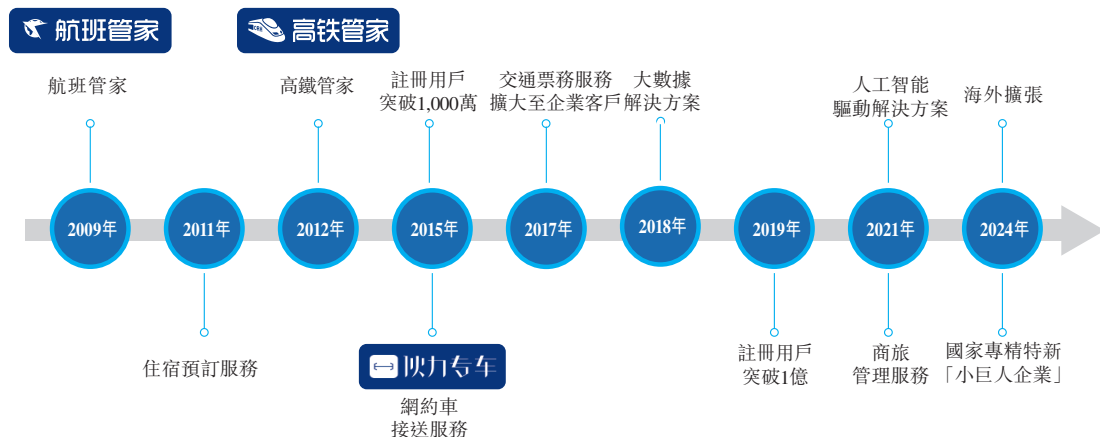 航班管家
高铁管家
航班管家
高鐵管家
註冊用戶
突破1,000萬
交通票務服務
擴大至企業客戶
大數據
解決方案
人工智能
驅動解決方案
海外擴張
2009年
2011年
2012年
2015年
2017年
2018年
2019年
2021年
2024年
住宿預訂服務
伙力专车
網約車
接送服務
註冊用戶
突破1億
商旅
管理服務
國家專精特新
「小巨人企業」